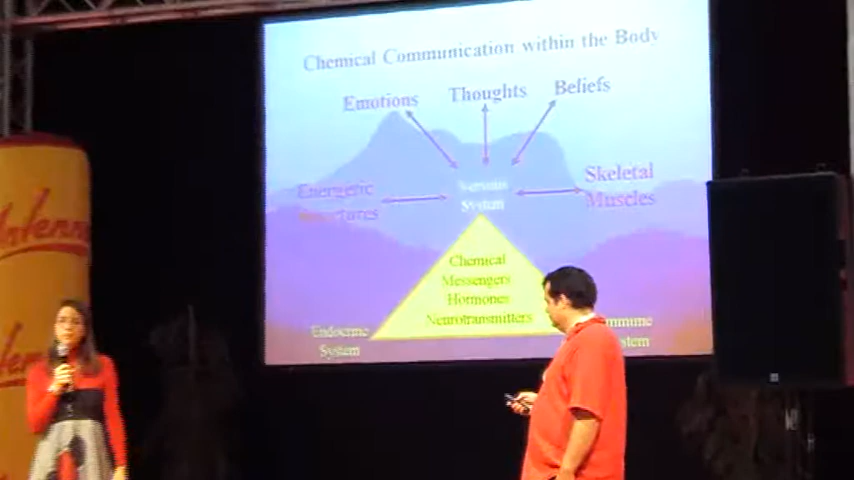 Chemical Communication within the Body
Emotions Thoughts Beliefs
Energetic
Structures
Nervous
System
Skeletal
Muscles
Chemical
Messengers
Hormones
Neurotransmitters
Endocrine
System
Immune
System
Antenne